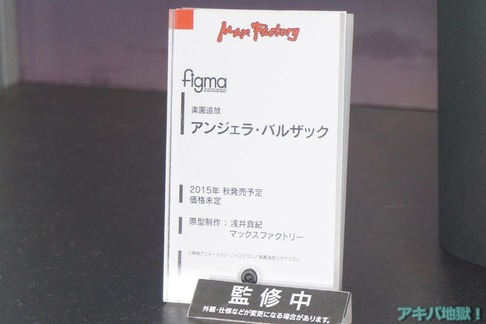 Max Factory
figma
楽園追放
アンジェラ・バルザック
2015年 秋発売予定
価格未定
原型制作：浅井真紀
マックスファクトリー
監修中
外観・仕様などが変更になる場合があります。
アキバ地獄！